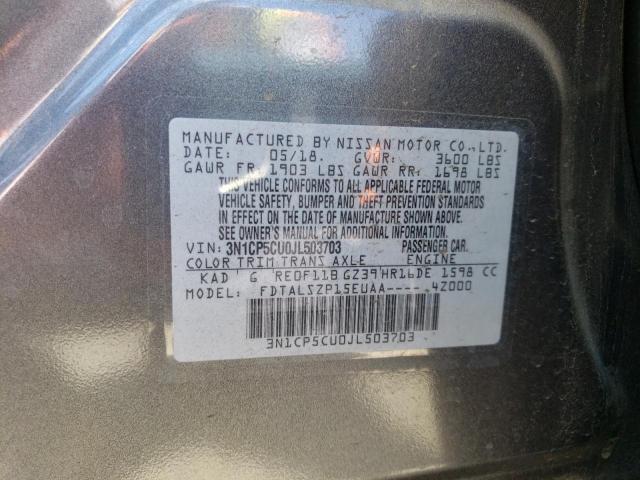 MANUFACTURED BY NISSAN MOTOR CO.,LTD.
DATE: 05/18. GVWR: 3600 LBS
GAWR FR: 1903 LBS GAWR RR: 1698 LBS
THIS VEHICLE CONFORMS TO ALL APPLICABLE FEDERAL MOTOR
VEHICLE SAFETY, BUMPER AND THEFT PREVENTION STANDARDS
IN EFFECT ON THE DATE OF MANUFACTURE SHOWN ABOVE.
SEE OWNER'S MANUAL FOR ADDITIONAL INFORMATION.
VIN: 3N1CP5CU0JL503703 PASSENGER CAR.
COLOR TRIM TRANS AXLE ENGINE
KAD G RE0F11B GZ39 HR16DE 1598 CC
MODEL: FDTALSZP15EUAA---- 4Z000
3N1CP5CU0JL503703